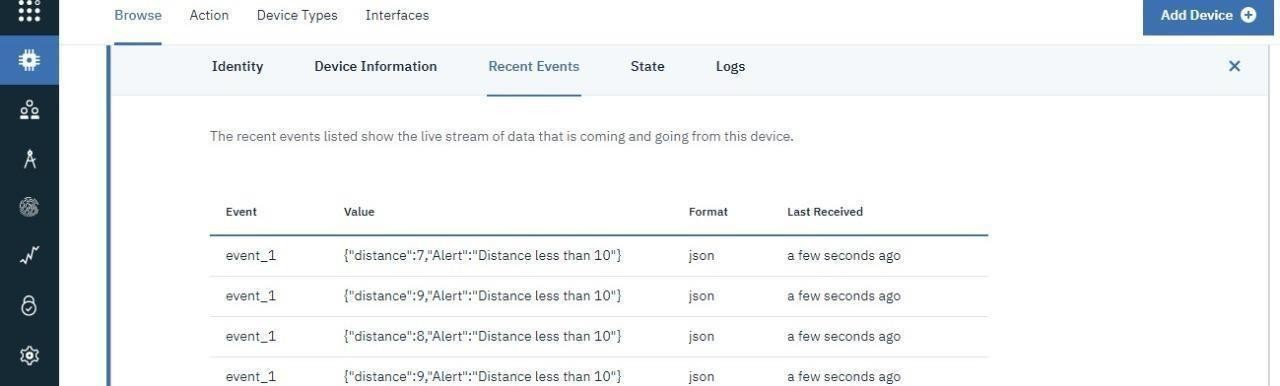 Browse Action Device Types Interfaces Add Device
Identity Device Information Recent Events State Logs
The recent events listed show the live stream of data that is coming and going from this device.
Event Value Format Last Received
event_1 {"distance":7,"Alert":"Distance less than 10"} json a few seconds ago
event_1 {"distance":9,"Alert":"Distance less than 10"} json a few seconds ago
event_1 {"distance":8,"Alert":"Distance less than 10"} json a few seconds ago
event_1 {"distance":9,"Alert":"Distance less than 10"} json a few seconds ago